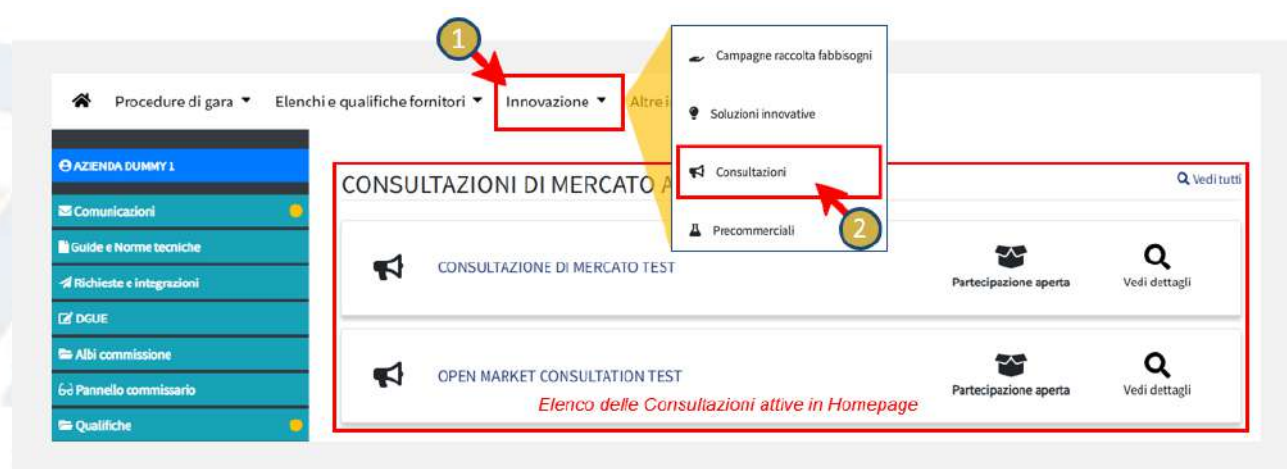 1
Campagne raccolta fabbisogni
Procedure di gara
Elenchi e qualifiche fornitori
Innovazione
Altre i
Soluzioni innovative
AZIENDA DUMMY 1
Consultazioni
CONSULTAZIONI DI MERCATO A
Vedi tutti
Comunicazioni
2
Precommerciali
Guide e Norme tecniche
CONSULTAZIONE DI MERCATO TEST
Partecipazione aperta
Vedi dettagli
Richieste e integrazioni
DGUE
Albi commissione
OPEN MARKET CONSULTATION TEST
Partecipazione aperta
Vedi dettagli
Pannello commissario
Elenco delle Consultazioni attive in Homepage
Qualifiche